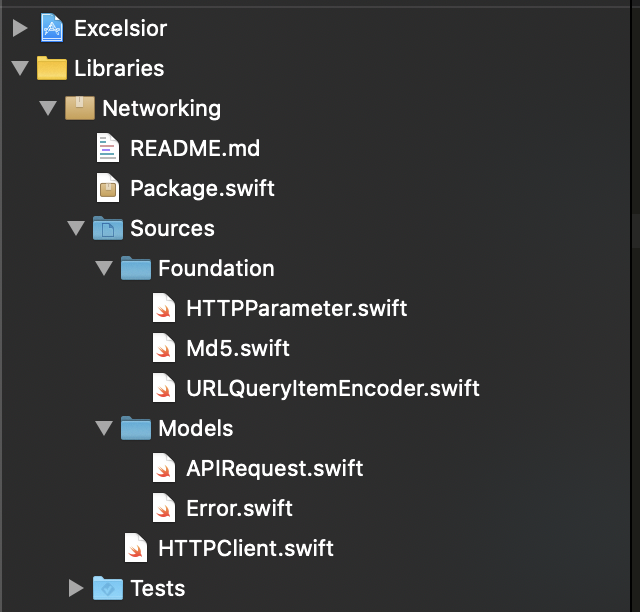 Excelsior
Libraries
Networking
README.md
Package.swift
Sources
Foundation
HTTPParameter.swift
Md5.swift
URLQueryItemEncoder.swift
Models
APIRequest.swift
Error.swift
HTTPClient.swift
Tests